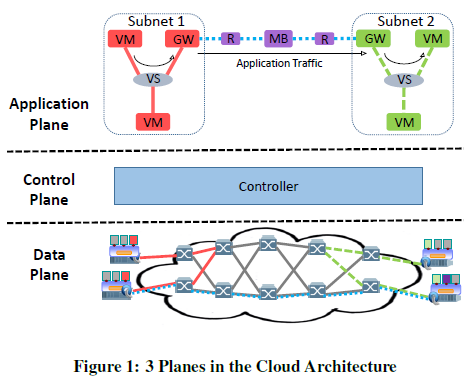 Subnet 1
Subnet 2
VM GW R MB R GW VM
Application Traffic
VS VS
VM VM
Application
Plane
Control
Plane
Controller
Data
Plane
Figure 1: 3 Planes in the Cloud Architecture